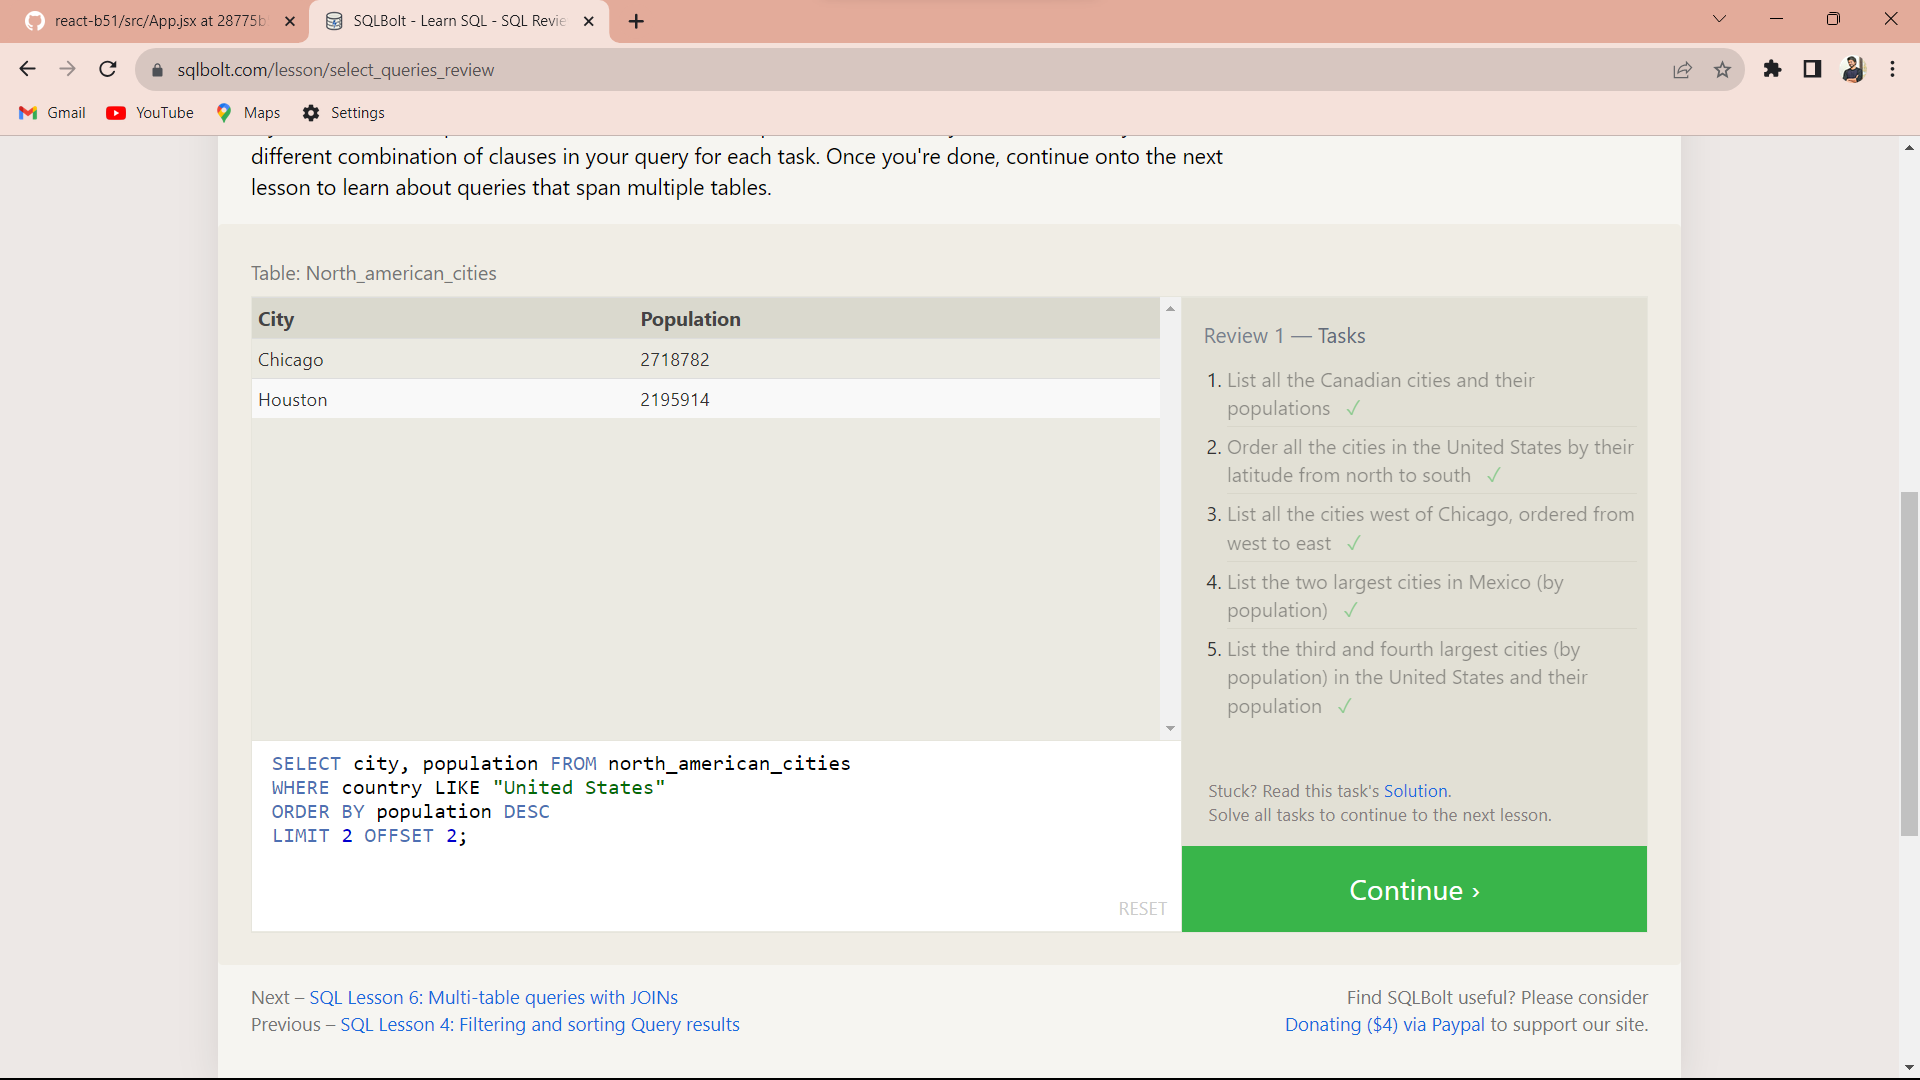 react-b51/src/App.jsx at 28775b
SQLBolt - Learn SQL - SQL Revie
sqlbolt.com/lesson/select_queries_review
Gmail
YouTube
Maps
Settings
different combination of clauses in your query for each task. Once you're done, continue onto the next
lesson to learn about queries that span multiple tables.
Table: North_american_cities
City Population
Chicago 2718782
Houston 2195914
SELECT city, population FROM north_american_cities
WHERE country LIKE "United States"
ORDER BY population DESC
LIMIT 2 OFFSET 2;
RESET
Review 1 — Tasks
1. List all the Canadian cities and their
populations ✓
2. Order all the cities in the United States by their
latitude from north to south ✓
3. List all the cities west of Chicago, ordered from
west to east ✓
4. List the two largest cities in Mexico (by
population) ✓
5. List the third and fourth largest cities (by
population) in the United States and their
population ✓
Stuck? Read this task's Solution.
Solve all tasks to continue to the next lesson.
Continue ›
Next – SQL Lesson 6: Multi-table queries with JOINs
Previous – SQL Lesson 4: Filtering and sorting Query results
Find SQLBolt useful? Please consider
Donating ($4) via Paypal to support our site.